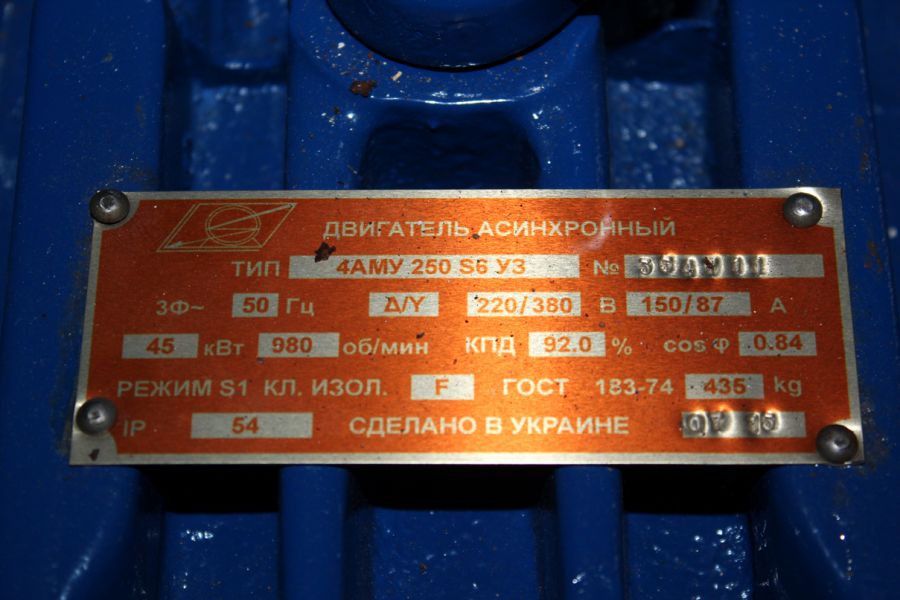 ДВИГАТЕЛЬ АСИНХРОННЫЙ
ТИП 4АМУ 250 S6 У3 №
3Ф~ 50 Гц Δ/Y 220/380 В 150/87 А
45 кВт 980 об/мин КПД 92.0 % cos φ 0.84
РЕЖИМ S1 КЛ. ИЗОЛ. F ГОСТ 183-74 435 kg
IP 54 СДЕЛАНО В УКРАИНЕ